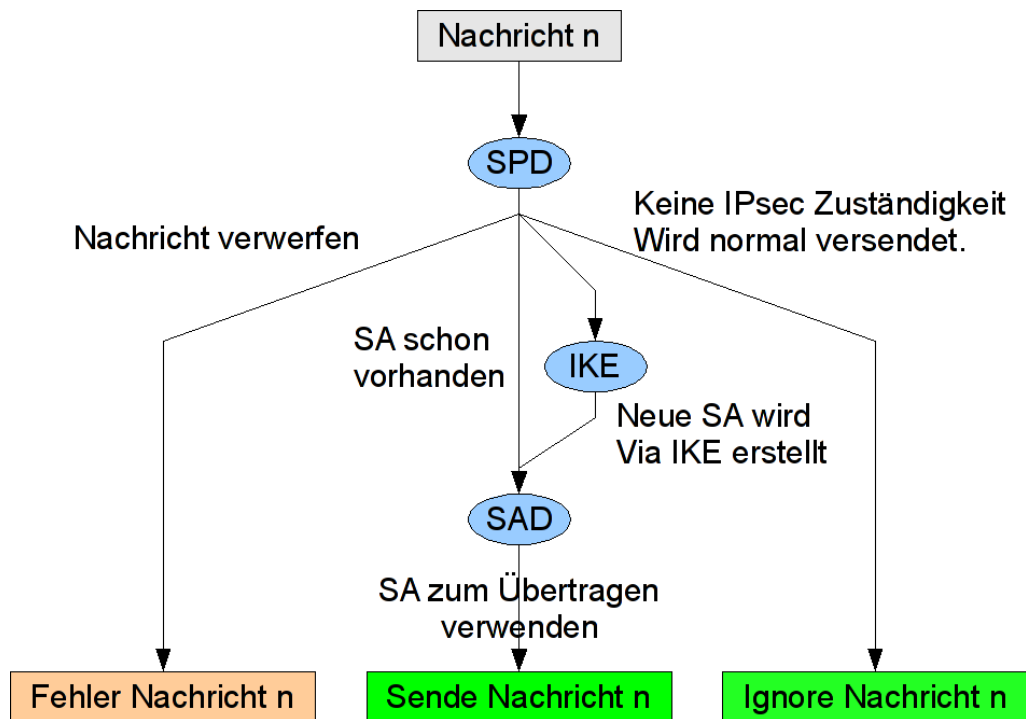 Nachricht n
SPD
Keine IPsec Zuständigkeit
Wird normal versendet.
Nachricht verwerfen
SA schon
vorhanden
IKE
Neue SA wird
Via IKE erstellt
SAD
SA zum Übertragen
verwenden
Fehler Nachricht n
Sende Nachricht n
Ignore Nachricht n